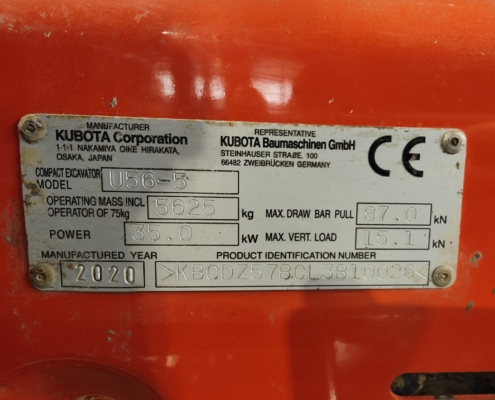 MANUFACTURER
KUBOTA Corporation
1-1-1 NAKAMIYA OIKE HIRAKATA,
OSAKA, JAPAN
REPRESENTATIVE
KUBOTA Baumaschinen GmbH
STEINHAUSER STRAẞE. 100
66482 ZWEIBRÜCKEN GERMANY
CE
COMPACT EXCAVATOR
MODEL U56-5
OPERATING MASS INCL
OPERATOR OF 75kg 5625 kg
MAX. DRAW BAR PULL 87.0 kN
POWER 35.0 kW
MAX. VERT. LOAD 15.1 kN
MANUFACTURED YEAR
2020
PRODUCT IDENTIFICATION NUMBER
>KBCDZ57BCL3B10028<